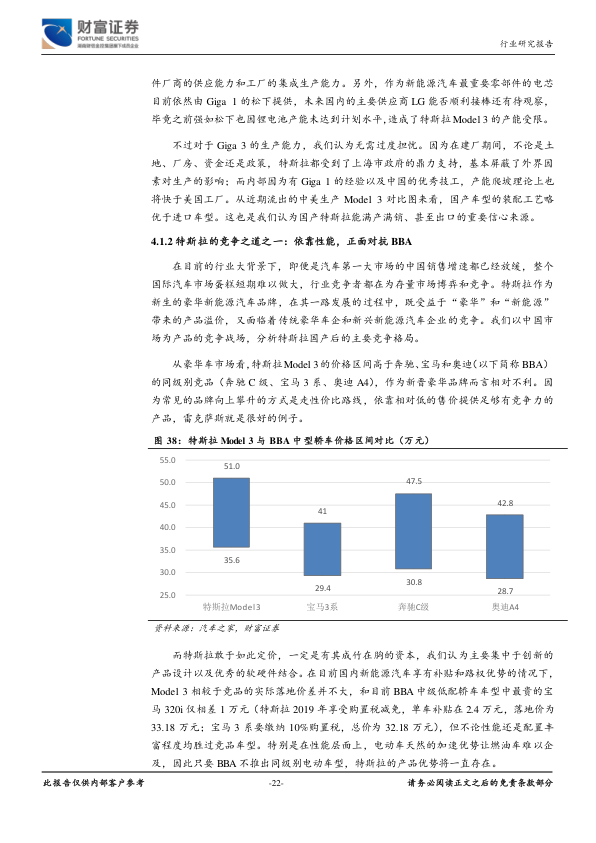 财富证券
FORTUNE SECURITIES
行业研究报告
件厂商的供应能力和工厂的集成生产能力。另外，作为新能源汽车最重要零部件的电芯
目前依然由 Giga 1 的松下提供，未来国内的主要供应商 LG 能否顺利接棒还有待观察，
毕竟之前强如松下也因锂电池产能未达到计划水平，造成了特斯拉 Model 3 的产能受限。
不过对于 Giga 3 的生产能力，我们认为无需过度担忧。因为在建厂期间，不论是土
地、厂房、资金还是政策，特斯拉都受到了上海市政府的鼎力支持，基本屏蔽了外界因
素对生产的影响；而内部因为有 Giga 1 的经验以及中国的优秀技工，产能爬坡理论上也
将快于美国工厂。从近期流出的中美生产 Model 3 对比图来看，国产车型的装配工艺略
优于进口车型。这也是我们认为国产特斯拉能满产满销、甚至出口的重要信心来源。
4.1.2 特斯拉的竞争之道之一：依靠性能，正面对抗 BBA
在目前的行业大背景下，即便是汽车第一大市场的中国销售增速都已经放缓，整个
国际汽车市场蛋糕短期难以做大，行业竞争者都在为存量市场博弈和竞争。特斯拉作为
新生的豪华新能源汽车品牌，在其一路发展的过程中，既受益于“豪华”和“新能源”
带来的产品溢价，又面临着传统豪华车企和新兴新能源汽车企业的竞争。我们以中国市
场为产品的竞争战场，分析特斯拉国产后的主要竞争格局。
从豪华车市场看，特斯拉 Model 3 的价格区间高于奔驰、宝马和奥迪（以下简称 BBA）
的同级别竞品（奔驰 C 级、宝马 3 系、奥迪 A4），作为新晋豪华品牌而言相对不利。因
为常见的品牌向上攀升的方式是走性价比路线，依靠相对低的售价提供足够有竞争力的
产品，雷克萨斯就是很好的例子。
图 38：特斯拉 Model 3 与 BBA 中型轿车价格区间对比（万元）
55.0
50.0
45.0
40.0
35.0
30.0
25.0
51.0
41
47.5
42.8
35.6
29.4
30.8
28.7
特斯拉Model3
宝马3系
奔驰C级
奥迪A4
资料来源：汽车之家，财富证券
而特斯拉敢于如此定价，一定是有其成竹在胸的资本，我们认为主要集中于创新的
产品设计以及优秀的软硬件结合。在目前国内新能源汽车享有补贴和路权优势的情况下，
Model 3 相较于竞品的实际落地价差并不大，和目前 BBA 中级低配轿车车型中最贵的宝
马 320i 仅相差 1 万元（特斯拉 2019 年享受购置税减免，单车补贴在 2.4 万元，落地价为
33.18 万元；宝马 3 系要缴纳 10%购置税，总价为 32.18 万元），但不论性能还是配置丰
富程度均胜过竞品车型。特别是在性能层面上，电动车天然的加速优势让燃油车难以企
及，因此只要 BBA 不推出同级别电动车型，特斯拉的产品优势将一直存在。
此报告仅供内部客户参考
-22-
请务必阅读正文之后的免责条款部分